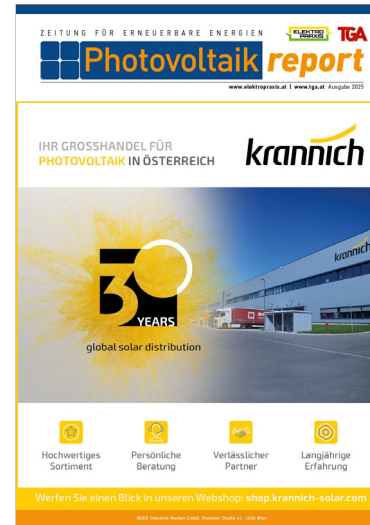 ZEITUNG FÜR ERNEUERBARE ENERGIEN
ELEKTRO PRAXIS
TGA
Photovoltaik report
www.elektropraxis.at | www.tga.at Ausgabe 2025
IHR GROSSHANDEL FÜR
PHOTOVOLTAIK IN ÖSTERREICH
krannich
krannich
30
YEARS
global solar distribution
Hochwertiges
Sortiment
Persönliche
Beratung
Verlässlicher
Partner
Langjährige
Erfahrung
Werfen Sie einen Blick in unseren Webshop: shop.krannich-solar.com